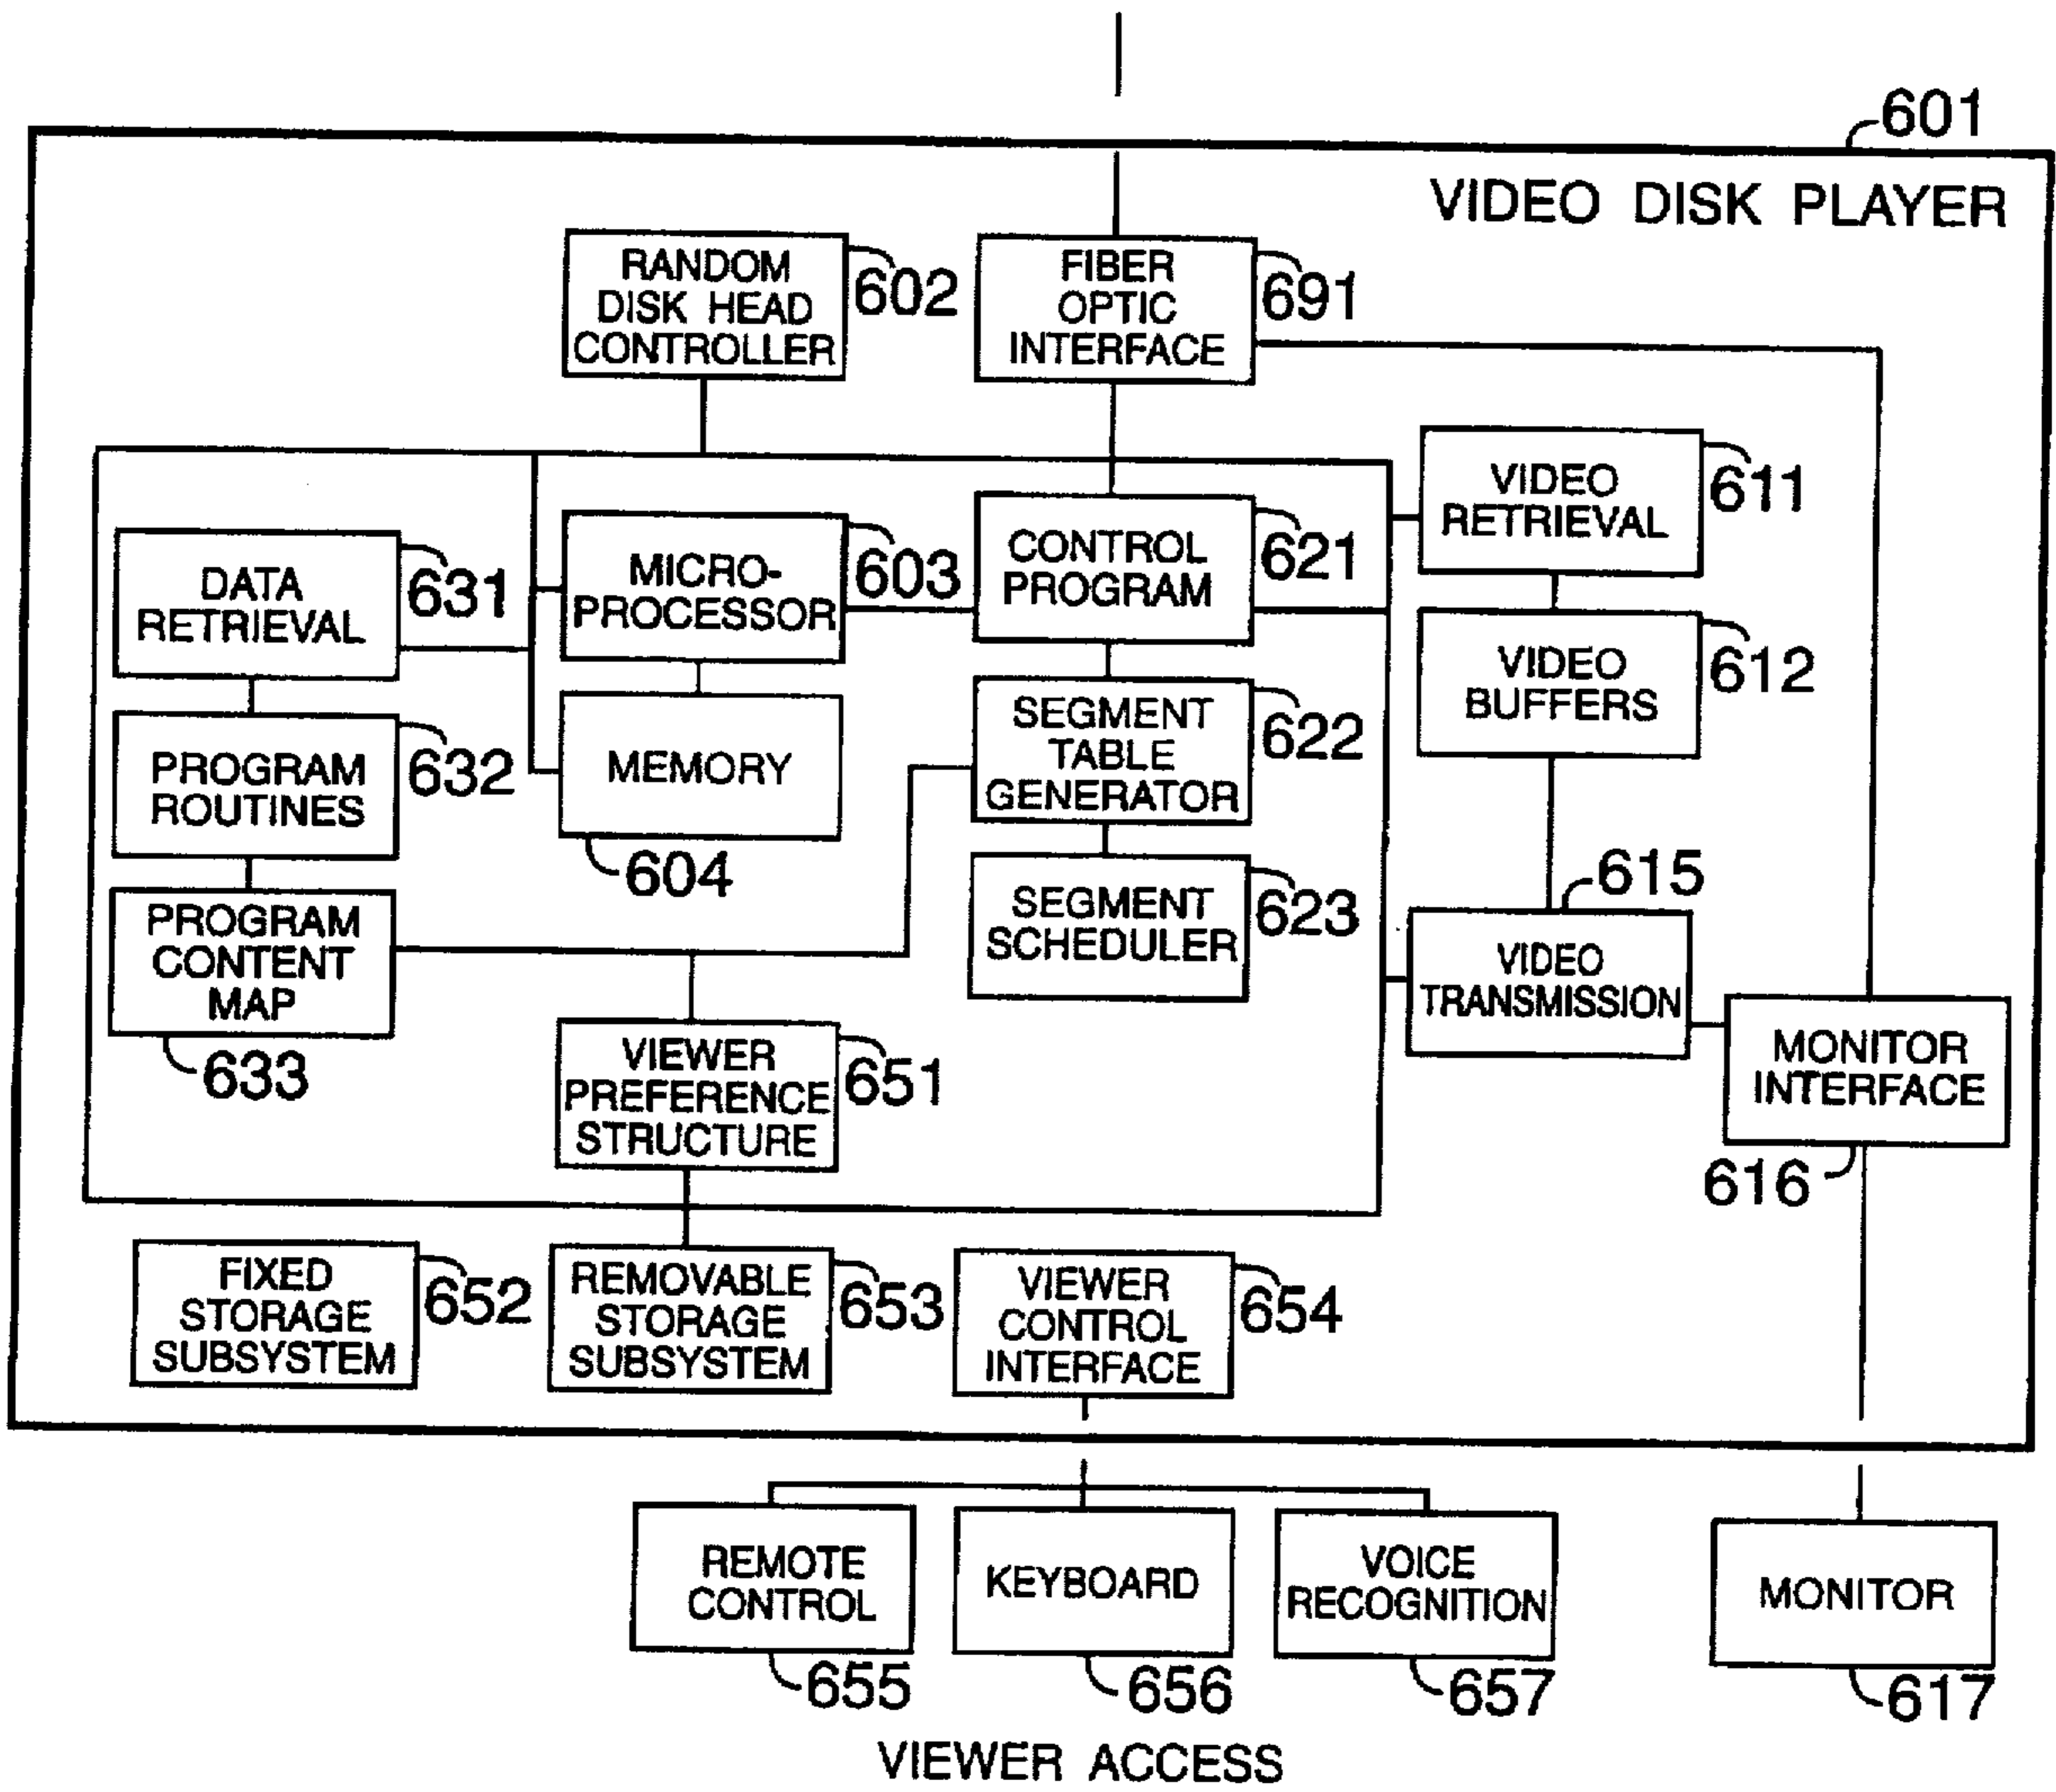 601
VIDEO DISK PLAYER
RANDOM
DISK HEAD
CONTROLLER
602
FIBER
OPTIC
INTERFACE
691
VIDEO
RETRIEVAL
611
DATA
RETRIEVAL
631
MICRO-
PROCESSOR
603
CONTROL
PROGRAM
621
VIDEO
BUFFERS
612
PROGRAM
ROUTINES
632
MEMORY
604
SEGMENT
TABLE
GENERATOR
622
PROGRAM
CONTENT
MAP
633
SEGMENT
SCHEDULER
623
615
VIDEO
TRANSMISSION
VIEWER
PREFERENCE
STRUCTURE
651
MONITOR
INTERFACE
616
FIXED
STORAGE
SUBSYSTEM
652
REMOVABLE
STORAGE
SUBSYSTEM
653
VIEWER
CONTROL
INTERFACE
654
REMOTE
CONTROL
655
KEYBOARD
656
VOICE
RECOGNITION
657
MONITOR
617
VIEWER ACCESS